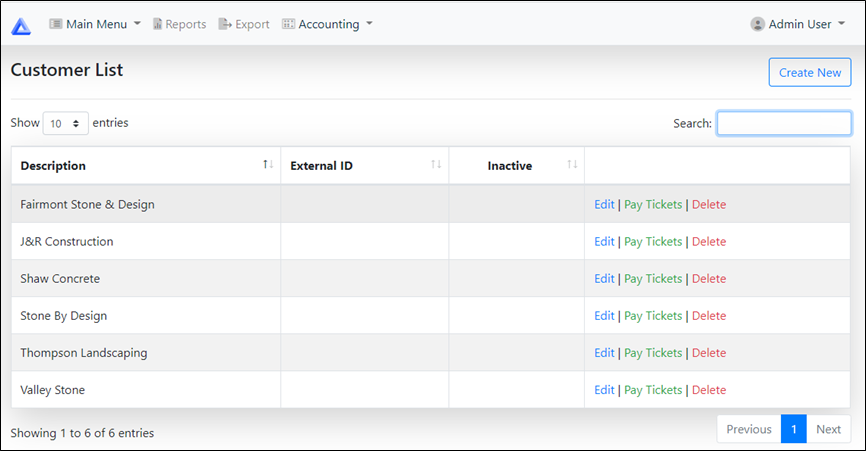 Main Menu Reports Export Accounting Admin User
Customer List Create New
Show 10 entries Search:
Description External ID Inactive
Fairmont Stone & Design Edit | Pay Tickets | Delete
J&R Construction Edit | Pay Tickets | Delete
Shaw Concrete Edit | Pay Tickets | Delete
Stone By Design Edit | Pay Tickets | Delete
Thompson Landscaping Edit | Pay Tickets | Delete
Valley Stone Edit | Pay Tickets | Delete
Showing 1 to 6 of 6 entries Previous 1 Next